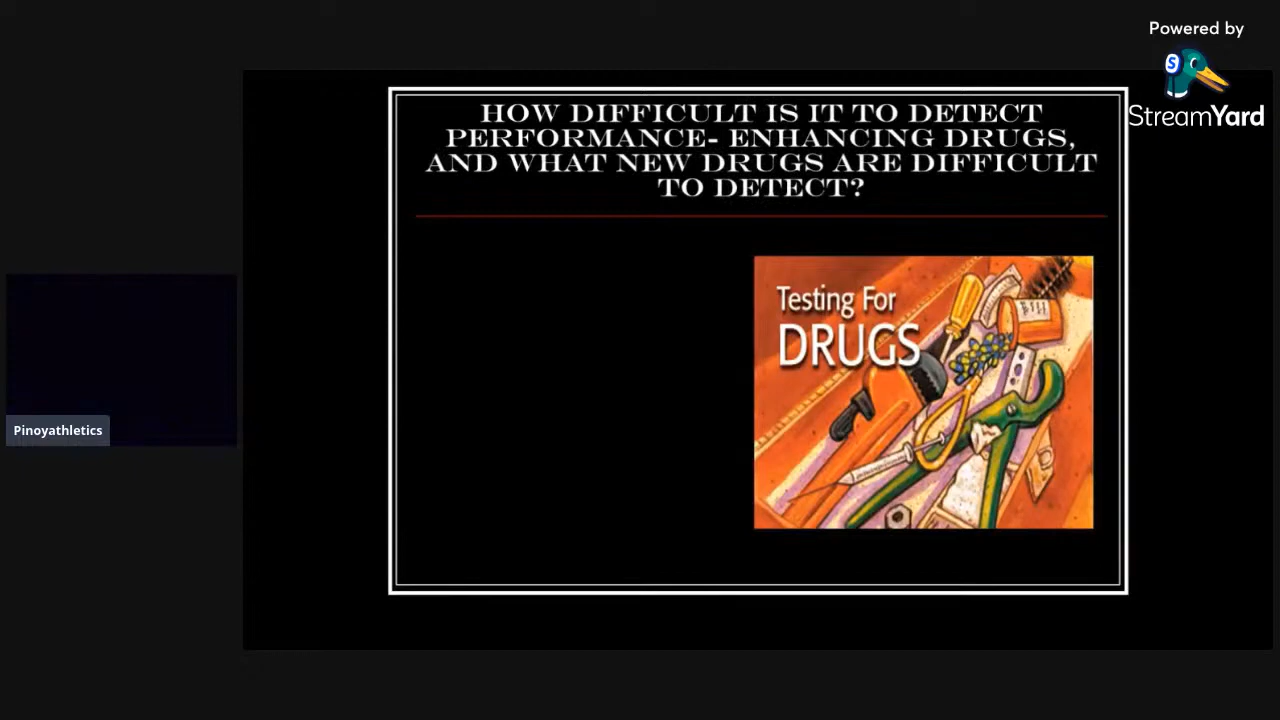 Powered by
StreamYard
HOW DIFFICULT IS IT TO DETECT
PERFORMANCE- ENHANCING DRUGS,
AND WHAT NEW DRUGS ARE DIFFICULT
TO DETECT?
Testing For
DRUGS
Pinoyathletics